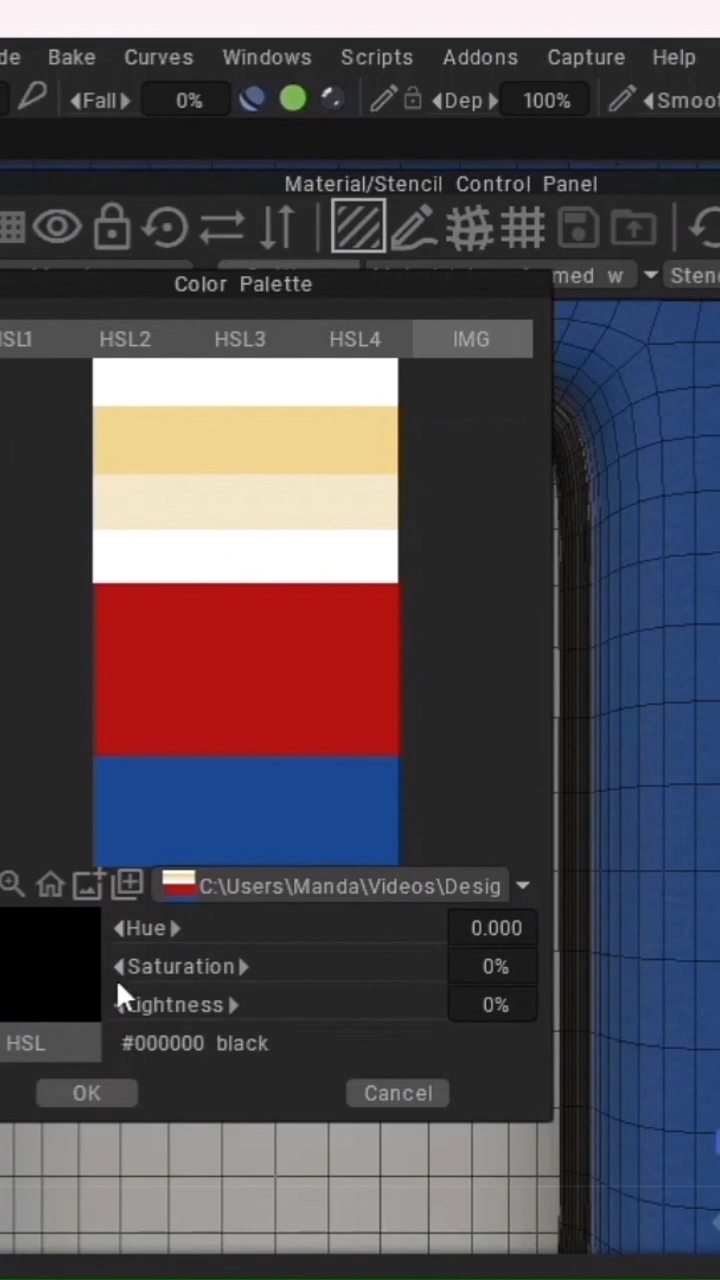 de Bake Curves Windows Scripts Addons Capture Help
Fall 0% Dep 100% Smoo
Material/Stencil Control Panel
med w Sten
Color Palette
HSL1 HSL2 HSL3 HSL4 IMG
C:\Users\Manda\Videos\Desig
Hue 0.000
Saturation 0%
ightness 0%
HSL #000000 black
OK Cancel